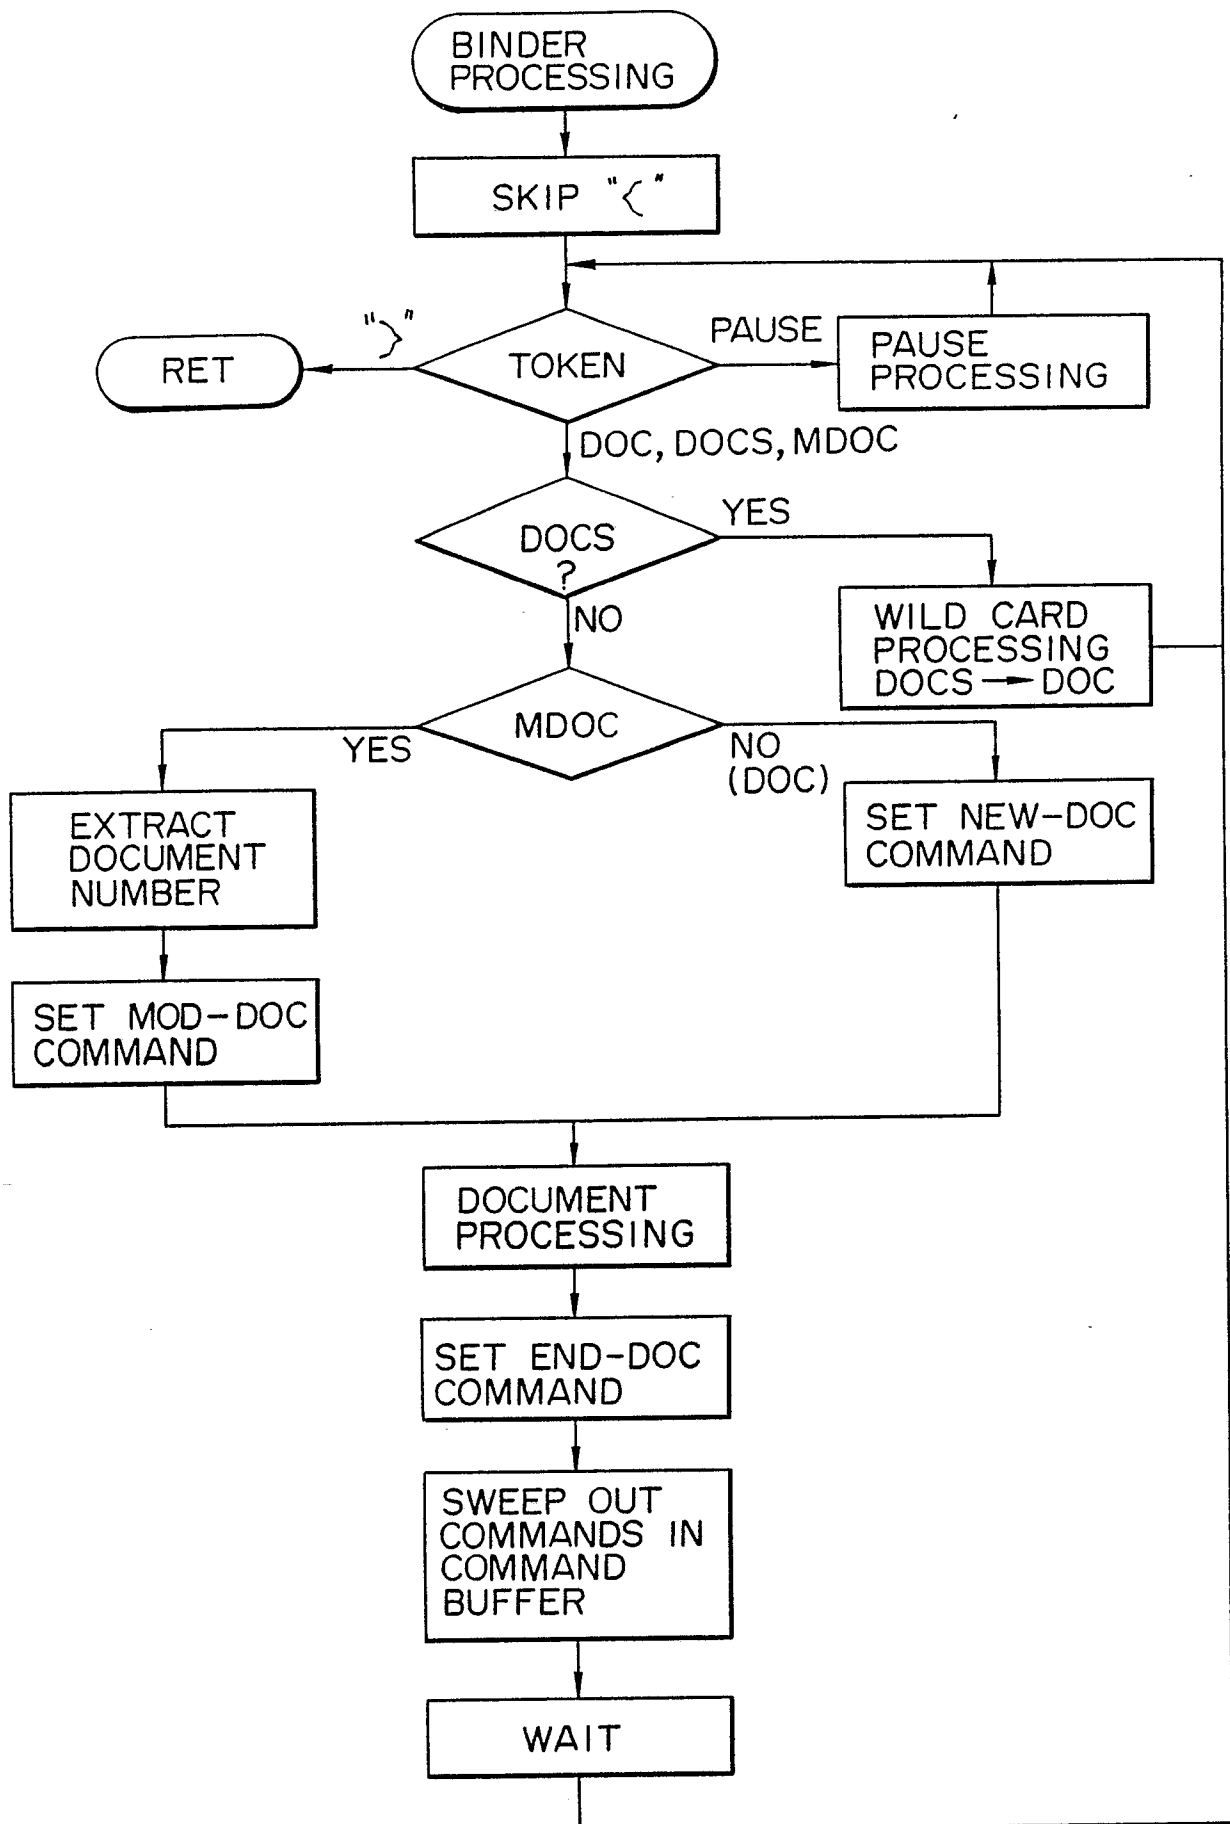 BINDER
PROCESSING
SKIP "{"
"}"
PAUSE
RET
TOKEN
PAUSE
PROCESSING
DOC, DOCS, MDOC
YES
DOCS
?
NO
WILD CARD
PROCESSING
DOCS → DOC
MDOC
YES
NO
(DOC)
EXTRACT
DOCUMENT
NUMBER
SET NEW-DOC
COMMAND
SET MOD-DOC
COMMAND
DOCUMENT
PROCESSING
SET END-DOC
COMMAND
SWEEP OUT
COMMANDS IN
COMMAND
BUFFER
WAIT